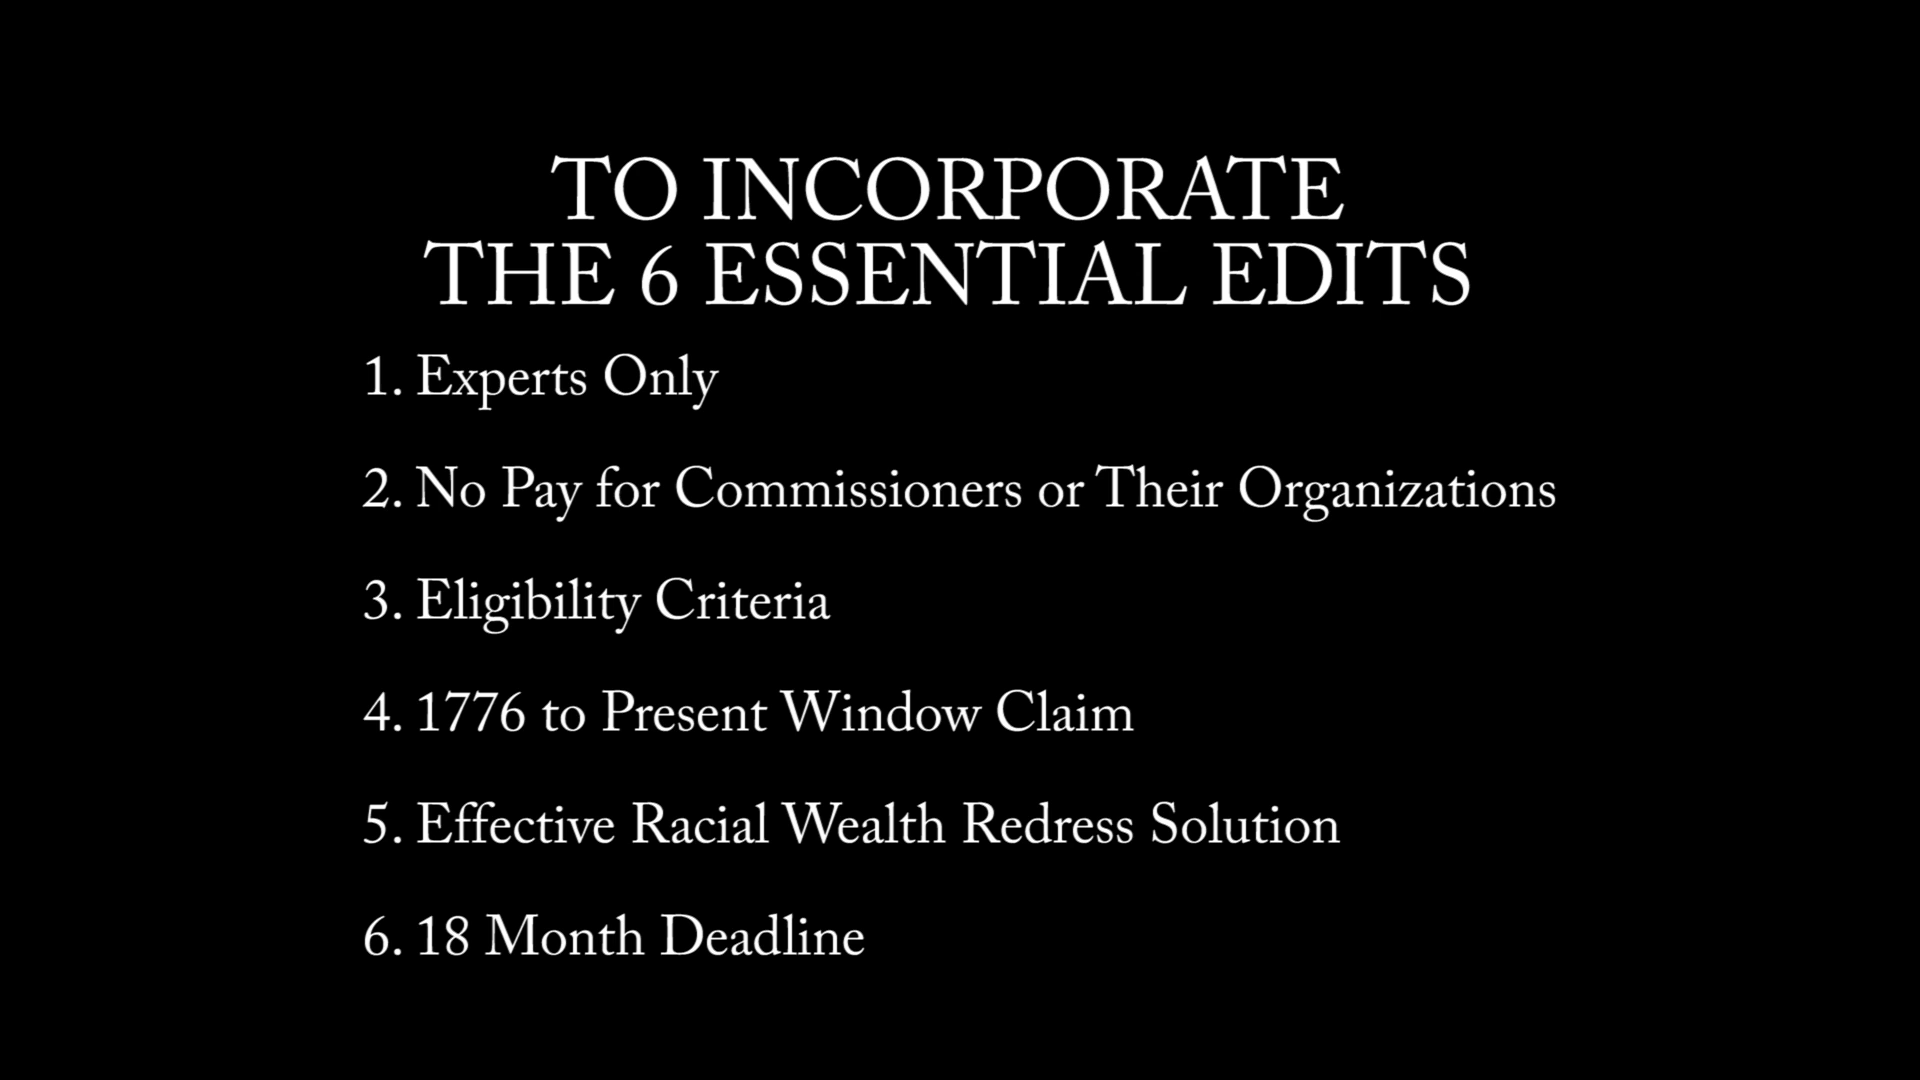 TO INCORPORATE
THE 6 ESSENTIAL EDITS
1. Experts Only
2. No Pay for Commissioners or Their Organizations
3. Eligibility Criteria
4. 1776 to Present Window Claim
5. Effective Racial Wealth Redress Solution
6. 18 Month Deadline